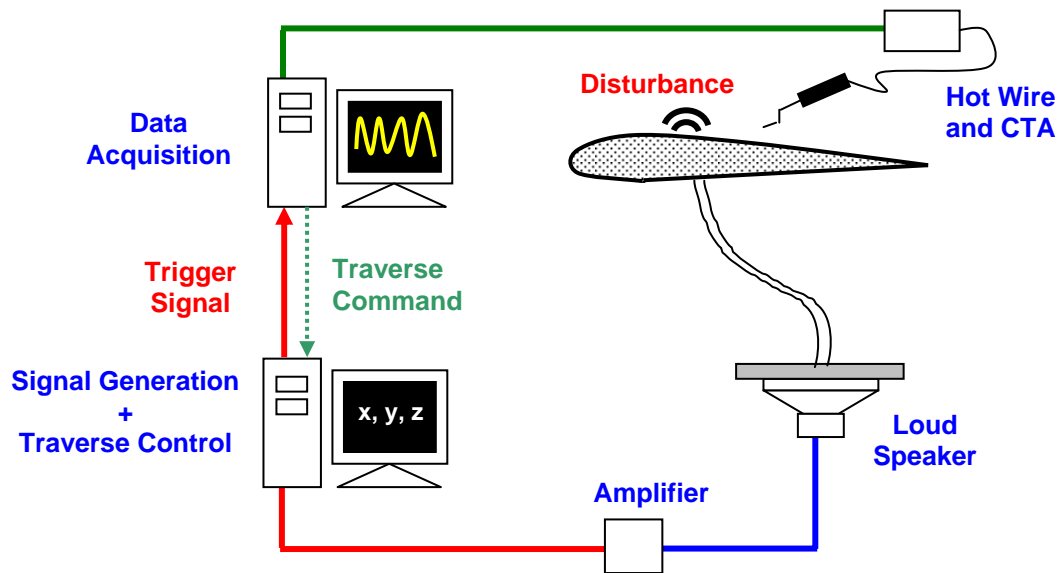 Disturbance
Hot Wire
and CTA
Data
Acquisition
Trigger
Signal
Traverse
Command
Signal Generation
+
Traverse Control
x, y, z
Loud
Speaker
Amplifier